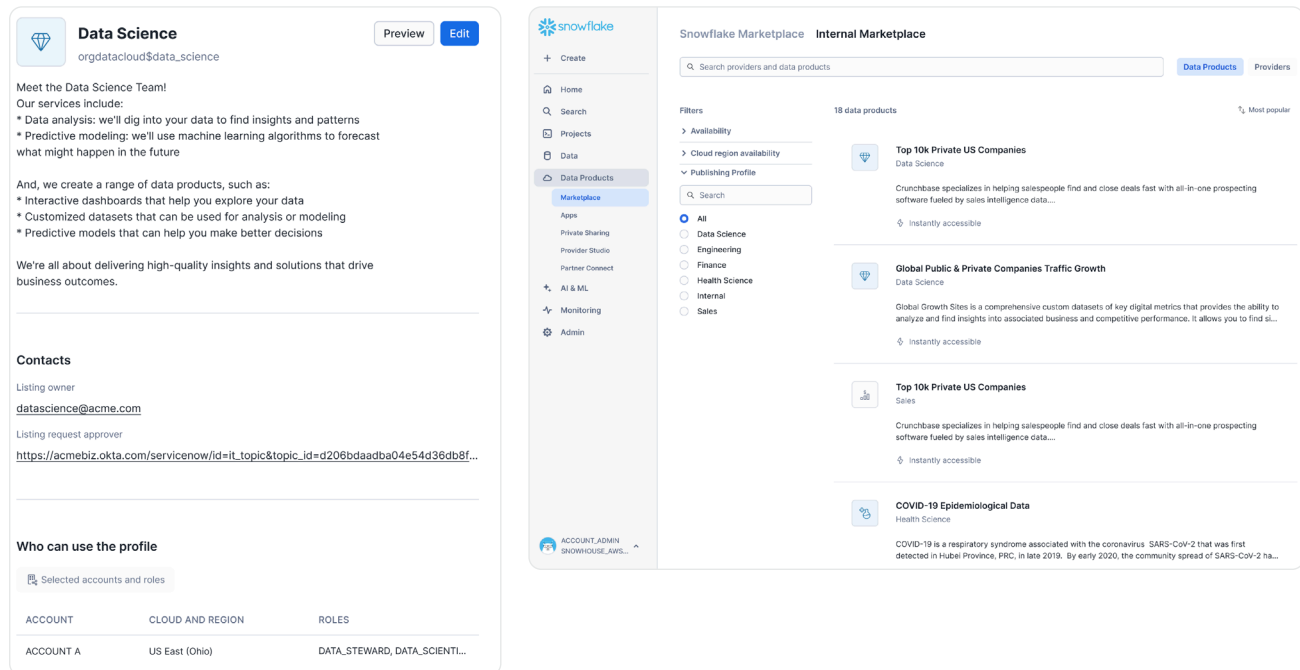 Data Science
Preview
Edit
orgdatacloud$data_science
Meet the Data Science Team!
Our services include:
* Data analysis: we'll dig into your data to find insights and patterns
* Predictive modeling: we'll use machine learning algorithms to forecast
what might happen in the future
And, we create a range of data products, such as:
* Interactive dashboards that help you explore your data
* Customized datasets that can be used for analysis or modeling
* Predictive models that can help you make better decisions
We're all about delivering high-quality insights and solutions that drive
business outcomes.
Contacts
Listing owner
datascience@acme.com
Listing request approver
https://acmebiz.okta.com/servicenow/id=it_topic&topic_id=d206bdaadba04e54d36db8f...
Who can use the profile
Selected accounts and roles
ACCOUNT CLOUD AND REGION ROLES
ACCOUNT A US East (Ohio) DATA_STEWARD, DATA_SCIENTI...
snowflake
Create
Home
Search
Projects
Data
Data Products
Marketplace
Apps
Private Sharing
Provider Studio
Partner Connect
AI & ML
Monitoring
Admin
ACCOUNT_ADMIN
SNOWHOUSE_AWS...
Snowflake Marketplace Internal Marketplace
Search providers and data products
Data Products Providers
Filters
Availability
Cloud region availability
Publishing Profile
Search
All
Data Science
Engineering
Finance
Health Science
Internal
Sales
18 data products
Most popular
Top 10k Private US Companies
Data Science
Crunchbase specializes in helping salespeople find and close deals fast with all-in-one prospecting
software fueled by sales intelligence data....
Instantly accessible
Global Public & Private Companies Traffic Growth
Data Science
Global Growth Sites is a comprehensive custom datasets of key digital metrics that provides the ability to
analyze and find insights into associated business and competitive performance. It allows you to find si...
Instantly accessible
Top 10k Private US Companies
Sales
Crunchbase specializes in helping salespeople find and close deals fast with all-in-one prospecting
software fueled by sales intelligence data....
Instantly accessible
COVID-19 Epidemiological Data
Health Science
COVID-19 is a respiratory syndrome associated with the coronavirus SARS-CoV-2 that was first
detected in Hubei Province, PRC, in late 2019. By early 2020, the community spread of SARS-CoV-2 ha...